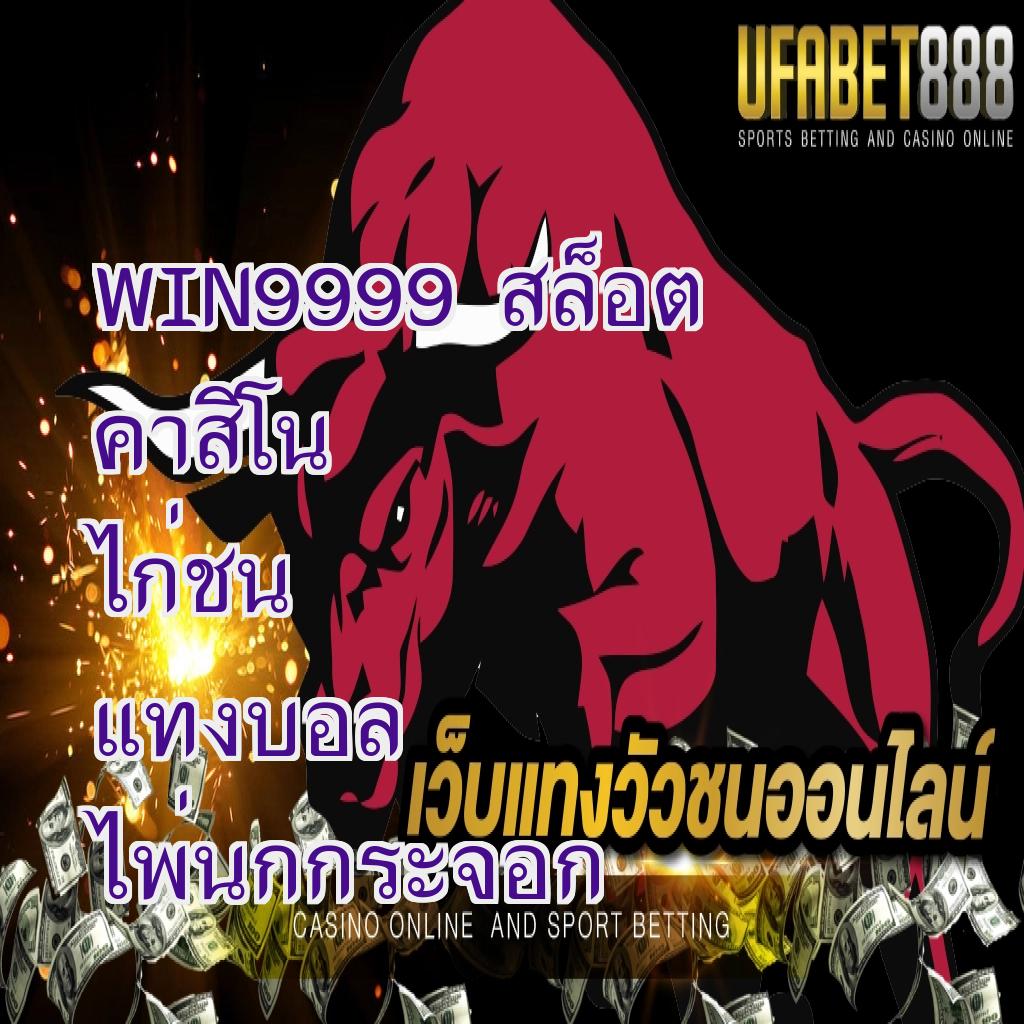 UFABET888
SPORTS BETTING AND CASINO ONLINE
WIN9999 สล็อต
คาสิโน
ไก่ชน
แทงบอล
เว็บแทงวัวชนออนไลน์
ไพ่นกกระจอก
CASINO ONLINE AND SPORT BETTING